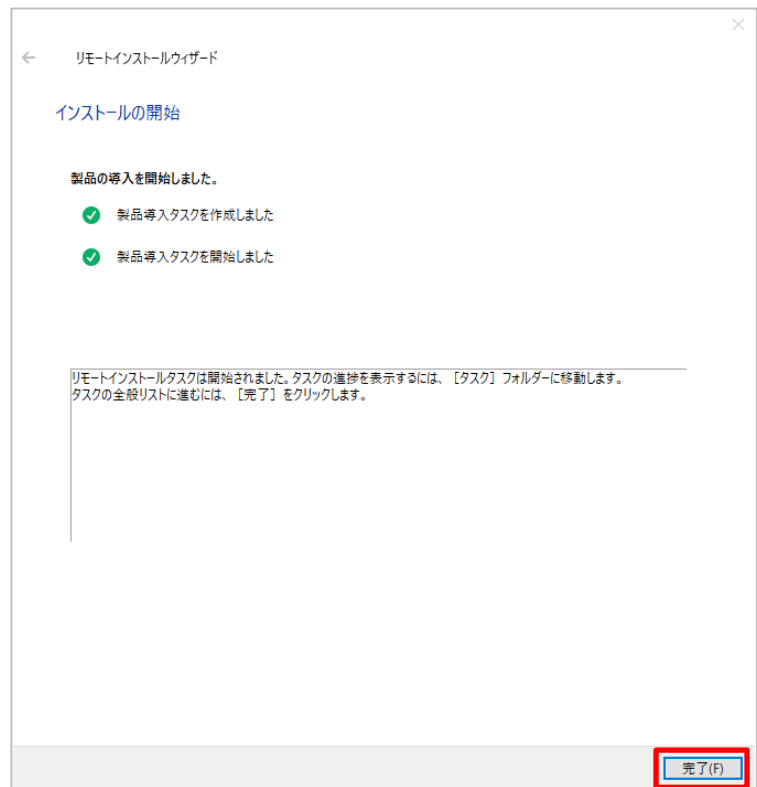 リモートインストールウィザード
インストールの開始
製品の導入を開始しました。
製品導入タスクを作成しました
製品導入タスクを開始しました
リモートインストールタスクは開始されました。タスクの進捗を表示するには、［タスク］フォルダーに移動します。
タスクの全般リストに進むには、［完了］をクリックします。
完了(F)